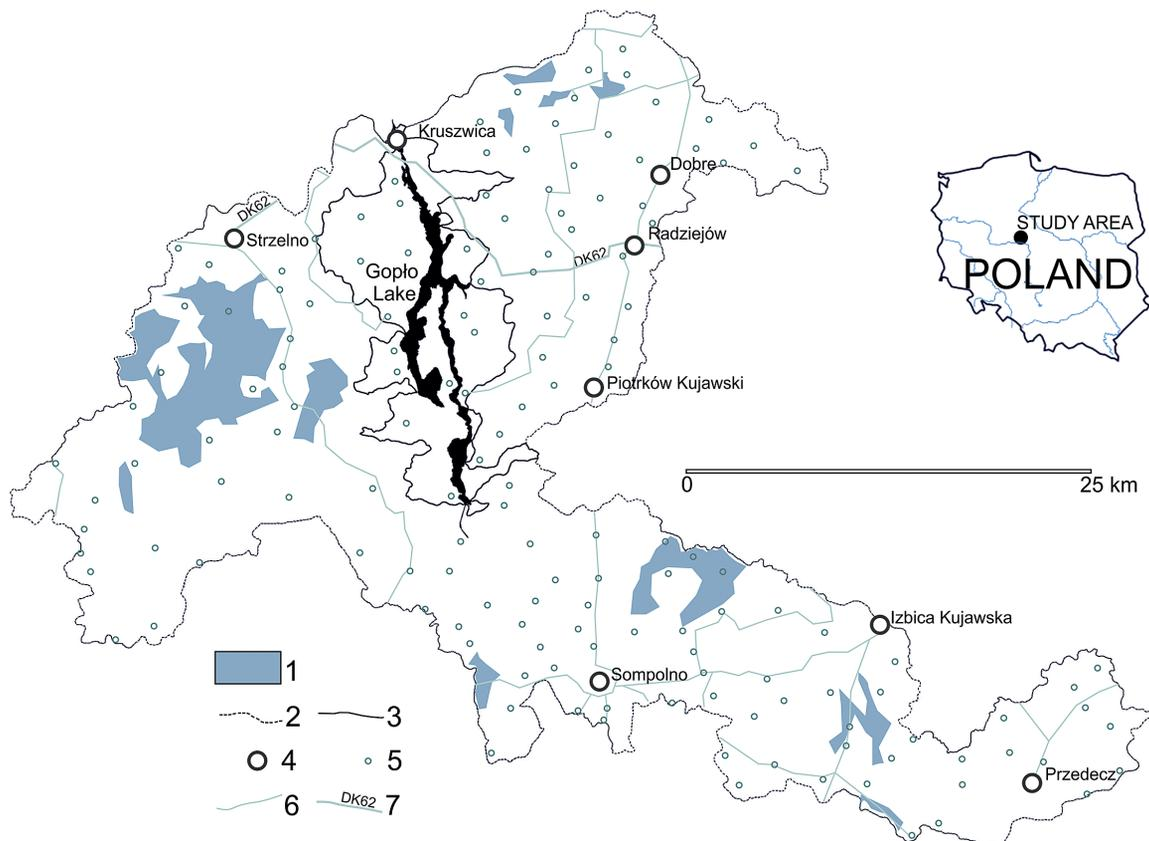 Kruszwica
Dobre
DK62
Strzelno
Radziejów
DK62
Gopło
Lake
STUDY AREA
POLAND
Piotrków Kujawski
0
25 km
Izbica Kujawska
Sompolno
Przedecz
1
2
3
4
5
6
DK62
7